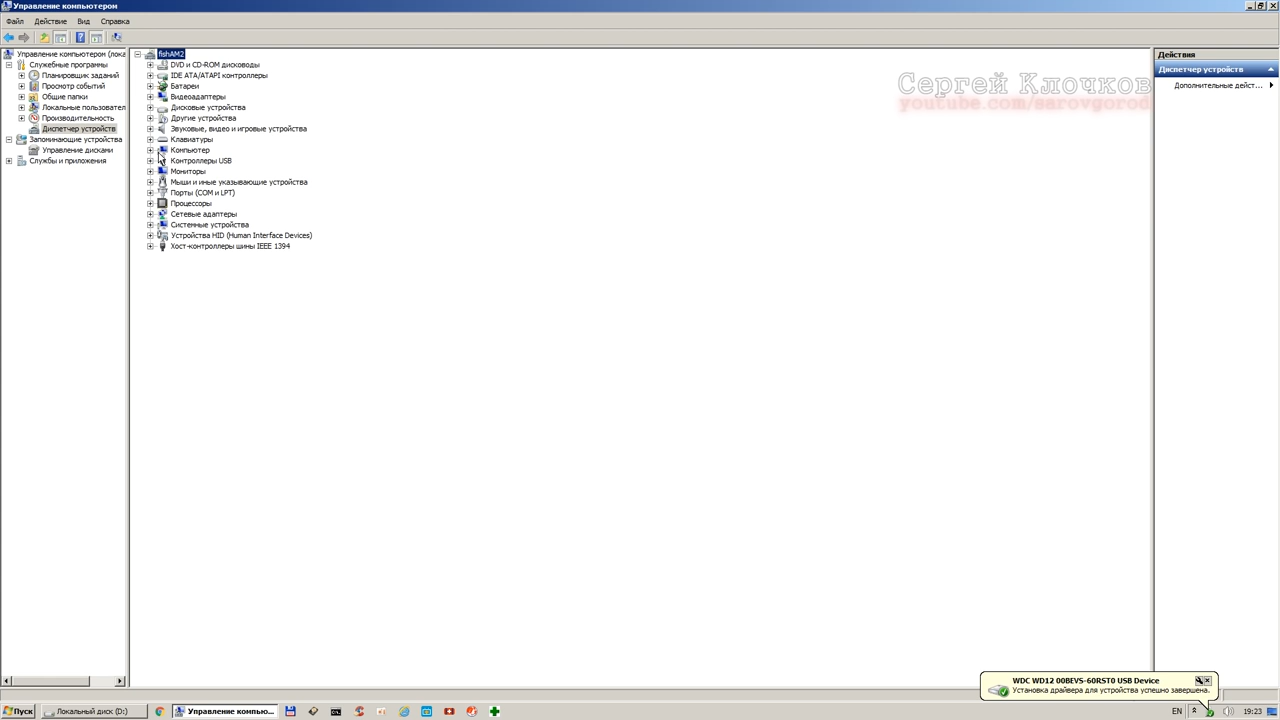 Управление компьютером
Файл Действие Вид Справка
Управление компьютером (лока
Служебные программы
Планировщик заданий
Просмотр событий
Общие папки
Локальные пользовател
Производительность
Диспетчер устройств
Запоминающие устройства
Управление дисками
Службы и приложения
fishAM2
DVD и CD-ROM дисководы
IDE ATA/ATAPI контроллеры
Батареи
Видеоадаптеры
Дисковые устройства
Другие устройства
Звуковые, видео и игровые устройства
Клавиатуры
Компьютер
Контроллеры USB
Мониторы
Мыши и иные указывающие устройства
Порты (COM и LPT)
Процессоры
Сетевые адаптеры
Системные устройства
Устройства HID (Human Interface Devices)
Хост-контроллеры шины IEEE 1394
Сергей Клочков
youtube.com/sarovgorod
Действия
Диспетчер устройств
Дополнительные дейст...
WDC WD12 00BEVS-60RST0 USB Device
Установка драйвера для устройства успешно завершена.
Пуск
Локальный диск (D:)
Управление компью...
EN
19:23